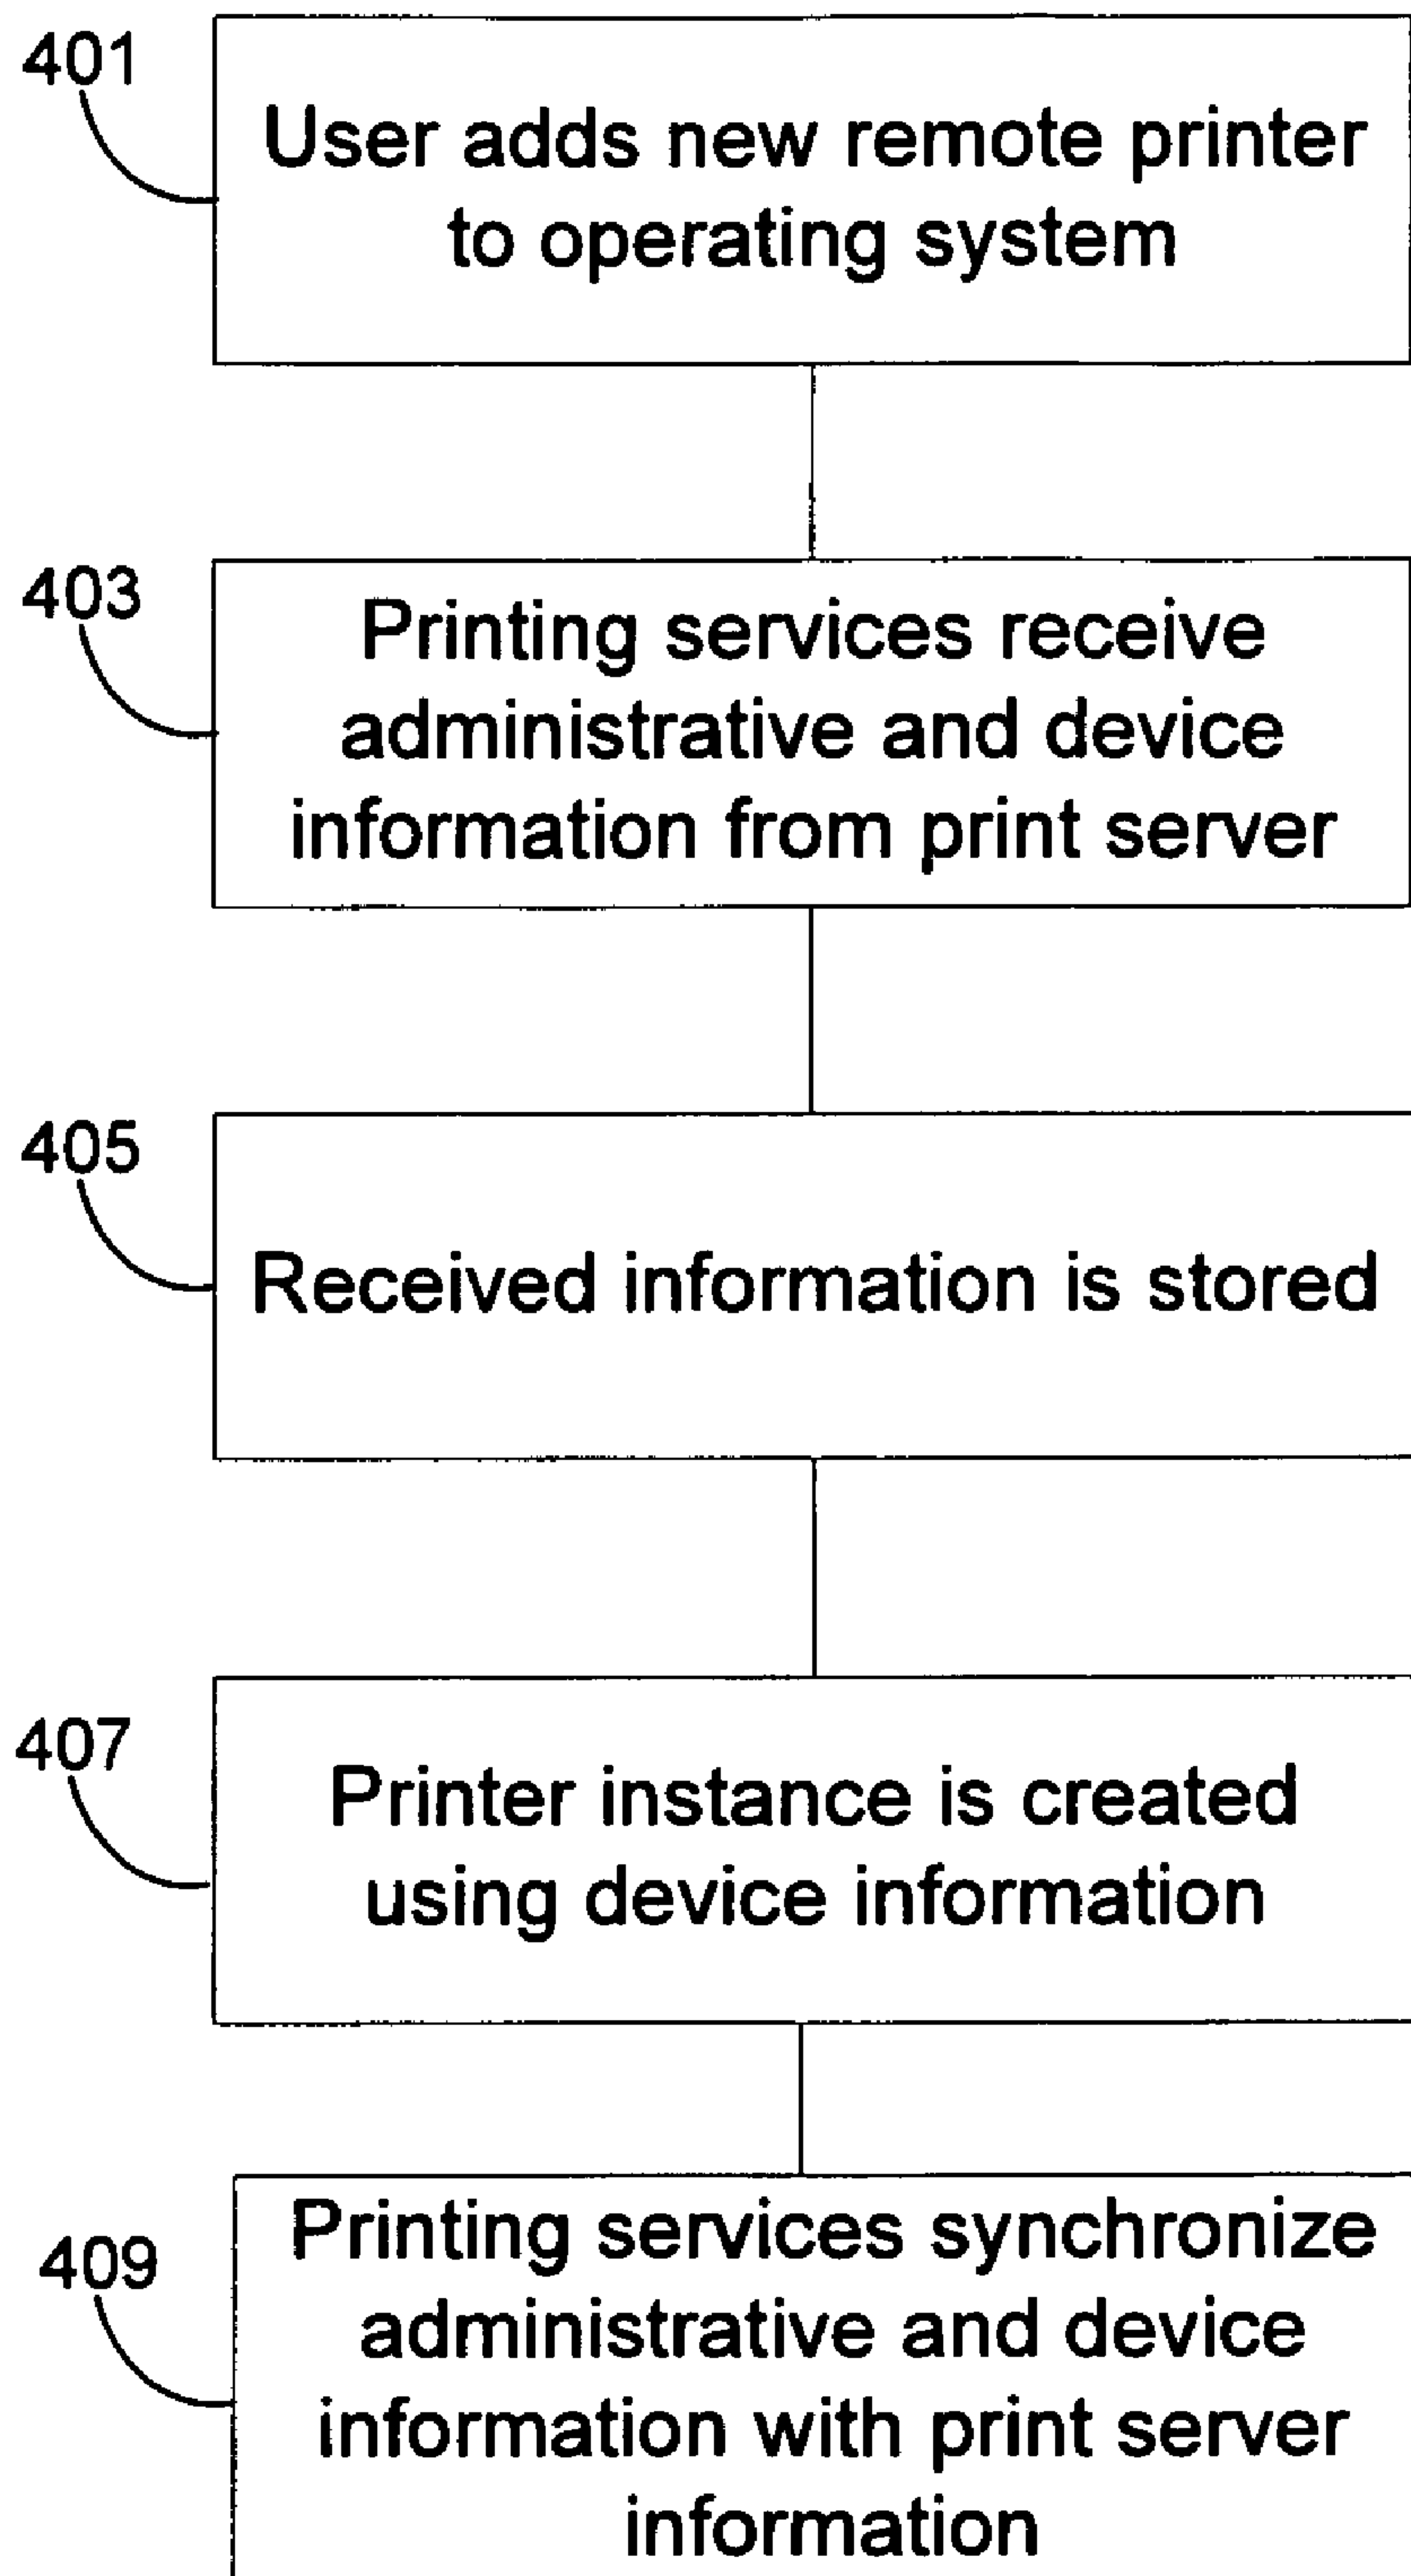 401
User adds new remote printer
to operating system
403
Printing services receive
administrative and device
information from print server
405
Received information is stored
407
Printer instance is created
using device information
409
Printing services synchronize
administrative and device
information with print server
information